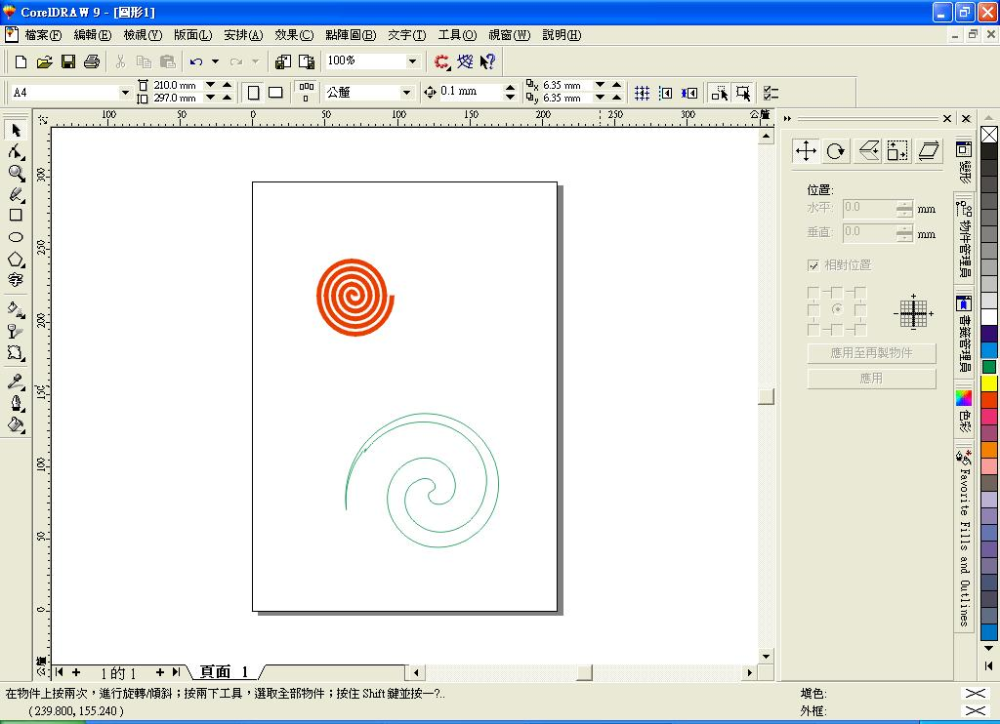 CorelDRAW 9 - [圖形1]
檔案(F) 編輯(E) 檢視(V) 版面(L) 安排(A) 效果(C) 點陣圖(B) 文字(T) 工具(O) 視窗(W) 說明(H)
100%
A4 210.0 mm 297.0 mm 公釐 0.1 mm x 6.35 mm y 6.35 mm
100 50 0 50 100 150 200 250 300 公釐
300
250
200
150
100
50
0
公釐
位置:
水平: 0.0 mm
垂直: 0.0 mm
相對位置
應用至再製物件
應用
變形
物件管理員
書籤管理員
色彩
Favorite Fills and Outlines
1 的 1 頁面 1
在物件上按兩次，進行旋轉/傾斜；按兩下工具，選取全部物件；按住 Shift 鍵並按一?..
( 239.800, 155.240 )
填色:
外框: